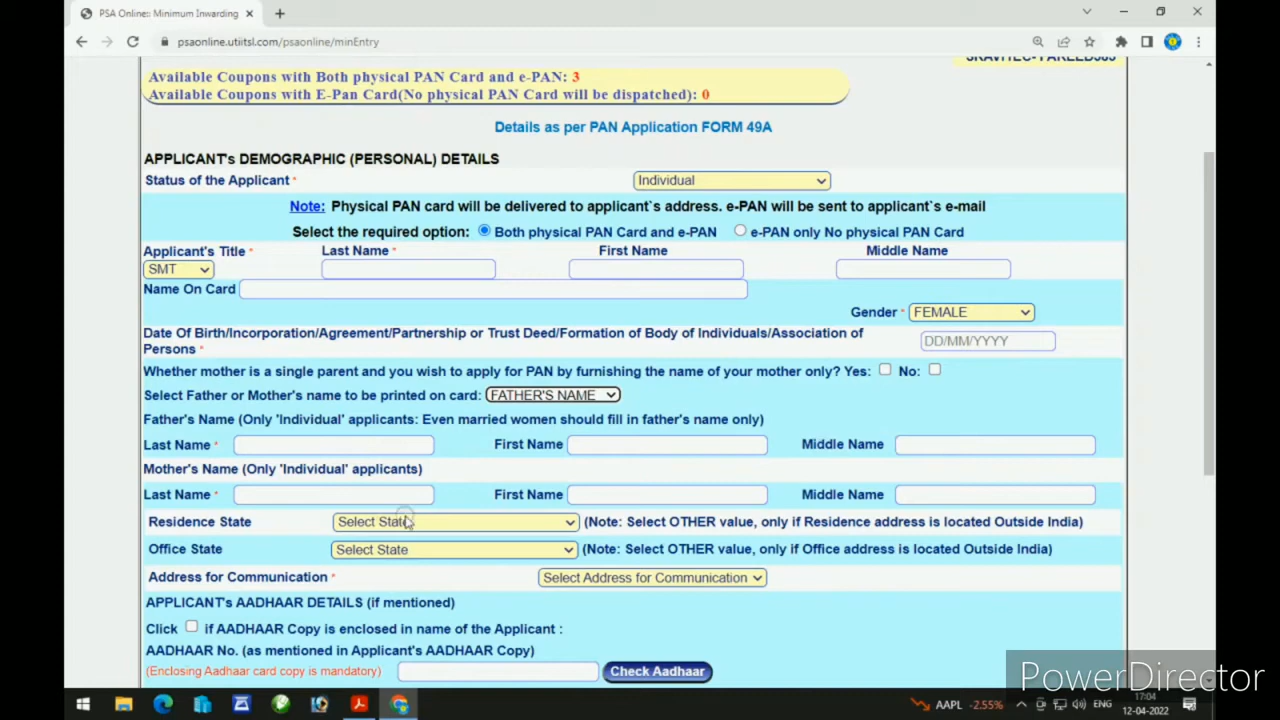 PSA Online:: Minimum Inwarding
psaonline.utiitsl.com/psaonline/minEntry
Available Coupons with Both physical PAN Card and e-PAN: 3
Available Coupons with E-Pan Card(No physical PAN Card will be dispatched): 0
Details as per PAN Application FORM 49A
APPLICANT's DEMOGRAPHIC (PERSONAL) DETAILS
Status of the Applicant * Individual
Note: Physical PAN card will be delivered to applicant`s address. e-PAN will be sent to applicant's e-mail
Select the required option: Both physical PAN Card and e-PAN e-PAN only No physical PAN Card
Applicant's Title * Last Name * First Name Middle Name
SMT
Name On Card
Gender * FEMALE
Date Of Birth/Incorporation/Agreement/Partnership or Trust Deed/Formation of Body of Individuals/Association of
Persons * DD/MM/YYYY
Whether mother is a single parent and you wish to apply for PAN by furnishing the name of your mother only? Yes: No:
Select Father or Mother's name to be printed on card: FATHER'S NAME
Father's Name (Only 'Individual' applicants: Even married women should fill in father's name only)
Last Name * First Name Middle Name
Mother's Name (Only 'Individual' applicants)
Last Name * First Name Middle Name
Residence State Select State (Note: Select OTHER value, only if Residence address is located Outside India)
Office State Select State (Note: Select OTHER value, only if Office address is located Outside India)
Address for Communication * Select Address for Communication
APPLICANT's AADHAAR DETAILS (if mentioned)
Click if AADHAAR Copy is enclosed in name of the Applicant :
AADHAAR No. (as mentioned in Applicant's AADHAAR Copy)
(Enclosing Aadhaar card copy is mandatory) Check Aadhaar
PowerDirector
AAPL -2.55% ENG 17:04
12-04-2022